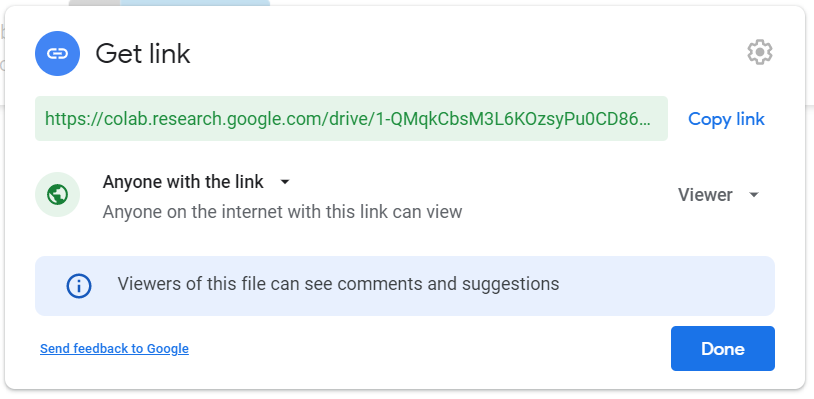 Get link
https://colab.research.google.com/drive/1-QMqkCbsM3L6KOzsyPu0CD86...
Copy link
Anyone with the link
Anyone on the internet with this link can view
Viewer
Viewers of this file can see comments and suggestions
Send feedback to Google
Done